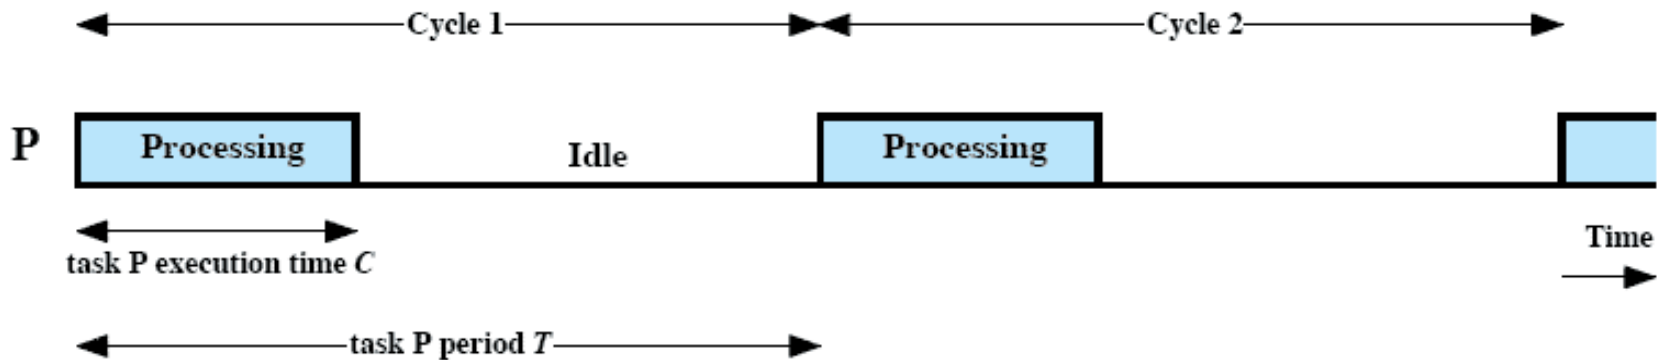 Cycle 1
Cycle 2
P
Processing
Idle
Processing
Time
task P execution time C
task P period T